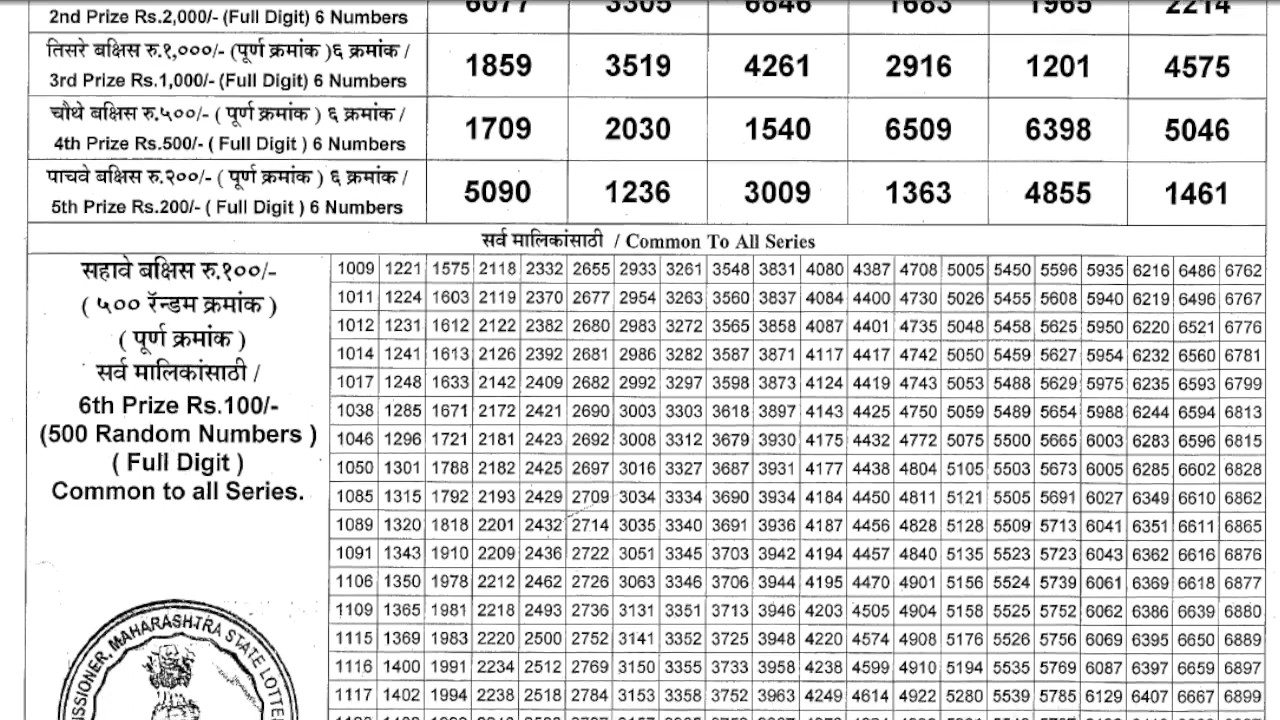 2nd Prize Rs.2,000/- (Full Digit) 6 Numbers 6077 3305 6846 1683 1965 2214
तिसरे बक्षिस रु.१,०००/- (पूर्ण क्रमांक )६ क्रमांक /
3rd Prize Rs.1,000/- (Full Digit) 6 Numbers 1859 3519 4261 2916 1201 4575
चौथे बक्षिस रु.५००/- ( पूर्ण क्रमांक ) ६ क्रमांक /
4th Prize Rs.500/- ( Full Digit ) 6 Numbers 1709 2030 1540 6509 6398 5046
पाचवे बक्षिस रु.२००/- ( पूर्ण क्रमांक ) ६ क्रमांक /
5th Prize Rs.200/- ( Full Digit ) 6 Numbers 5090 1236 3009 1363 4855 1461
सर्व मालिकांसाठी / Common To All Series
सहावे बक्षिस रु.१००/-
( ५०० रॅन्डम क्रमांक )
( पूर्ण क्रमांक )
सर्व मालिकांसाठी /
6th Prize Rs.100/-
(500 Random Numbers )
( Full Digit )
Common to all Series.
1009 1221 1575 2118 2332 2655 2933 3261 3548 3831 4080 4387 4708 5005 5450 5596 5935 6216 6486 6762
1011 1224 1603 2119 2370 2677 2954 3263 3560 3837 4084 4400 4730 5026 5455 5608 5940 6219 6496 6767
1012 1231 1612 2122 2382 2680 2983 3272 3565 3858 4087 4401 4735 5048 5458 5625 5950 6220 6521 6776
1014 1241 1613 2126 2392 2681 2986 3282 3587 3871 4117 4417 4742 5050 5459 5627 5954 6232 6560 6781
1017 1248 1633 2142 2409 2682 2992 3297 3598 3873 4124 4419 4743 5053 5488 5629 5975 6235 6593 6799
1038 1285 1671 2172 2421 2690 3003 3303 3618 3897 4143 4425 4750 5059 5489 5654 5988 6244 6594 6813
1046 1296 1721 2181 2423 2692 3008 3312 3679 3930 4175 4432 4772 5075 5500 5665 6003 6283 6596 6815
1050 1301 1788 2182 2425 2697 3016 3327 3687 3931 4177 4438 4804 5105 5503 5673 6005 6285 6602 6828
1085 1315 1792 2193 2429 2709 3034 3334 3690 3934 4184 4450 4811 5121 5505 5691 6027 6349 6610 6862
1089 1320 1818 2201 2432 2714 3035 3340 3691 3936 4187 4456 4828 5128 5509 5713 6041 6351 6611 6865
1091 1343 1910 2209 2436 2722 3051 3345 3703 3942 4194 4457 4840 5135 5523 5723 6043 6362 6616 6876
1106 1350 1978 2212 2462 2726 3063 3346 3706 3944 4195 4470 4901 5156 5524 5739 6061 6369 6618 6877
1109 1365 1981 2218 2493 2736 3131 3351 3713 3946 4203 4505 4904 5158 5525 5752 6062 6386 6639 6880
1115 1369 1983 2220 2500 2752 3141 3352 3725 3948 4220 4574 4908 5176 5526 5756 6069 6395 6650 6889
1116 1400 1991 2234 2512 2769 3150 3355 3733 3958 4238 4599 4910 5194 5535 5769 6087 6397 6659 6897
1117 1402 1994 2238 2518 2784 3153 3358 3752 3963 4249 4614 4922 5280 5539 5785 6129 6407 6667 6899
MAHARASHTRA STATE